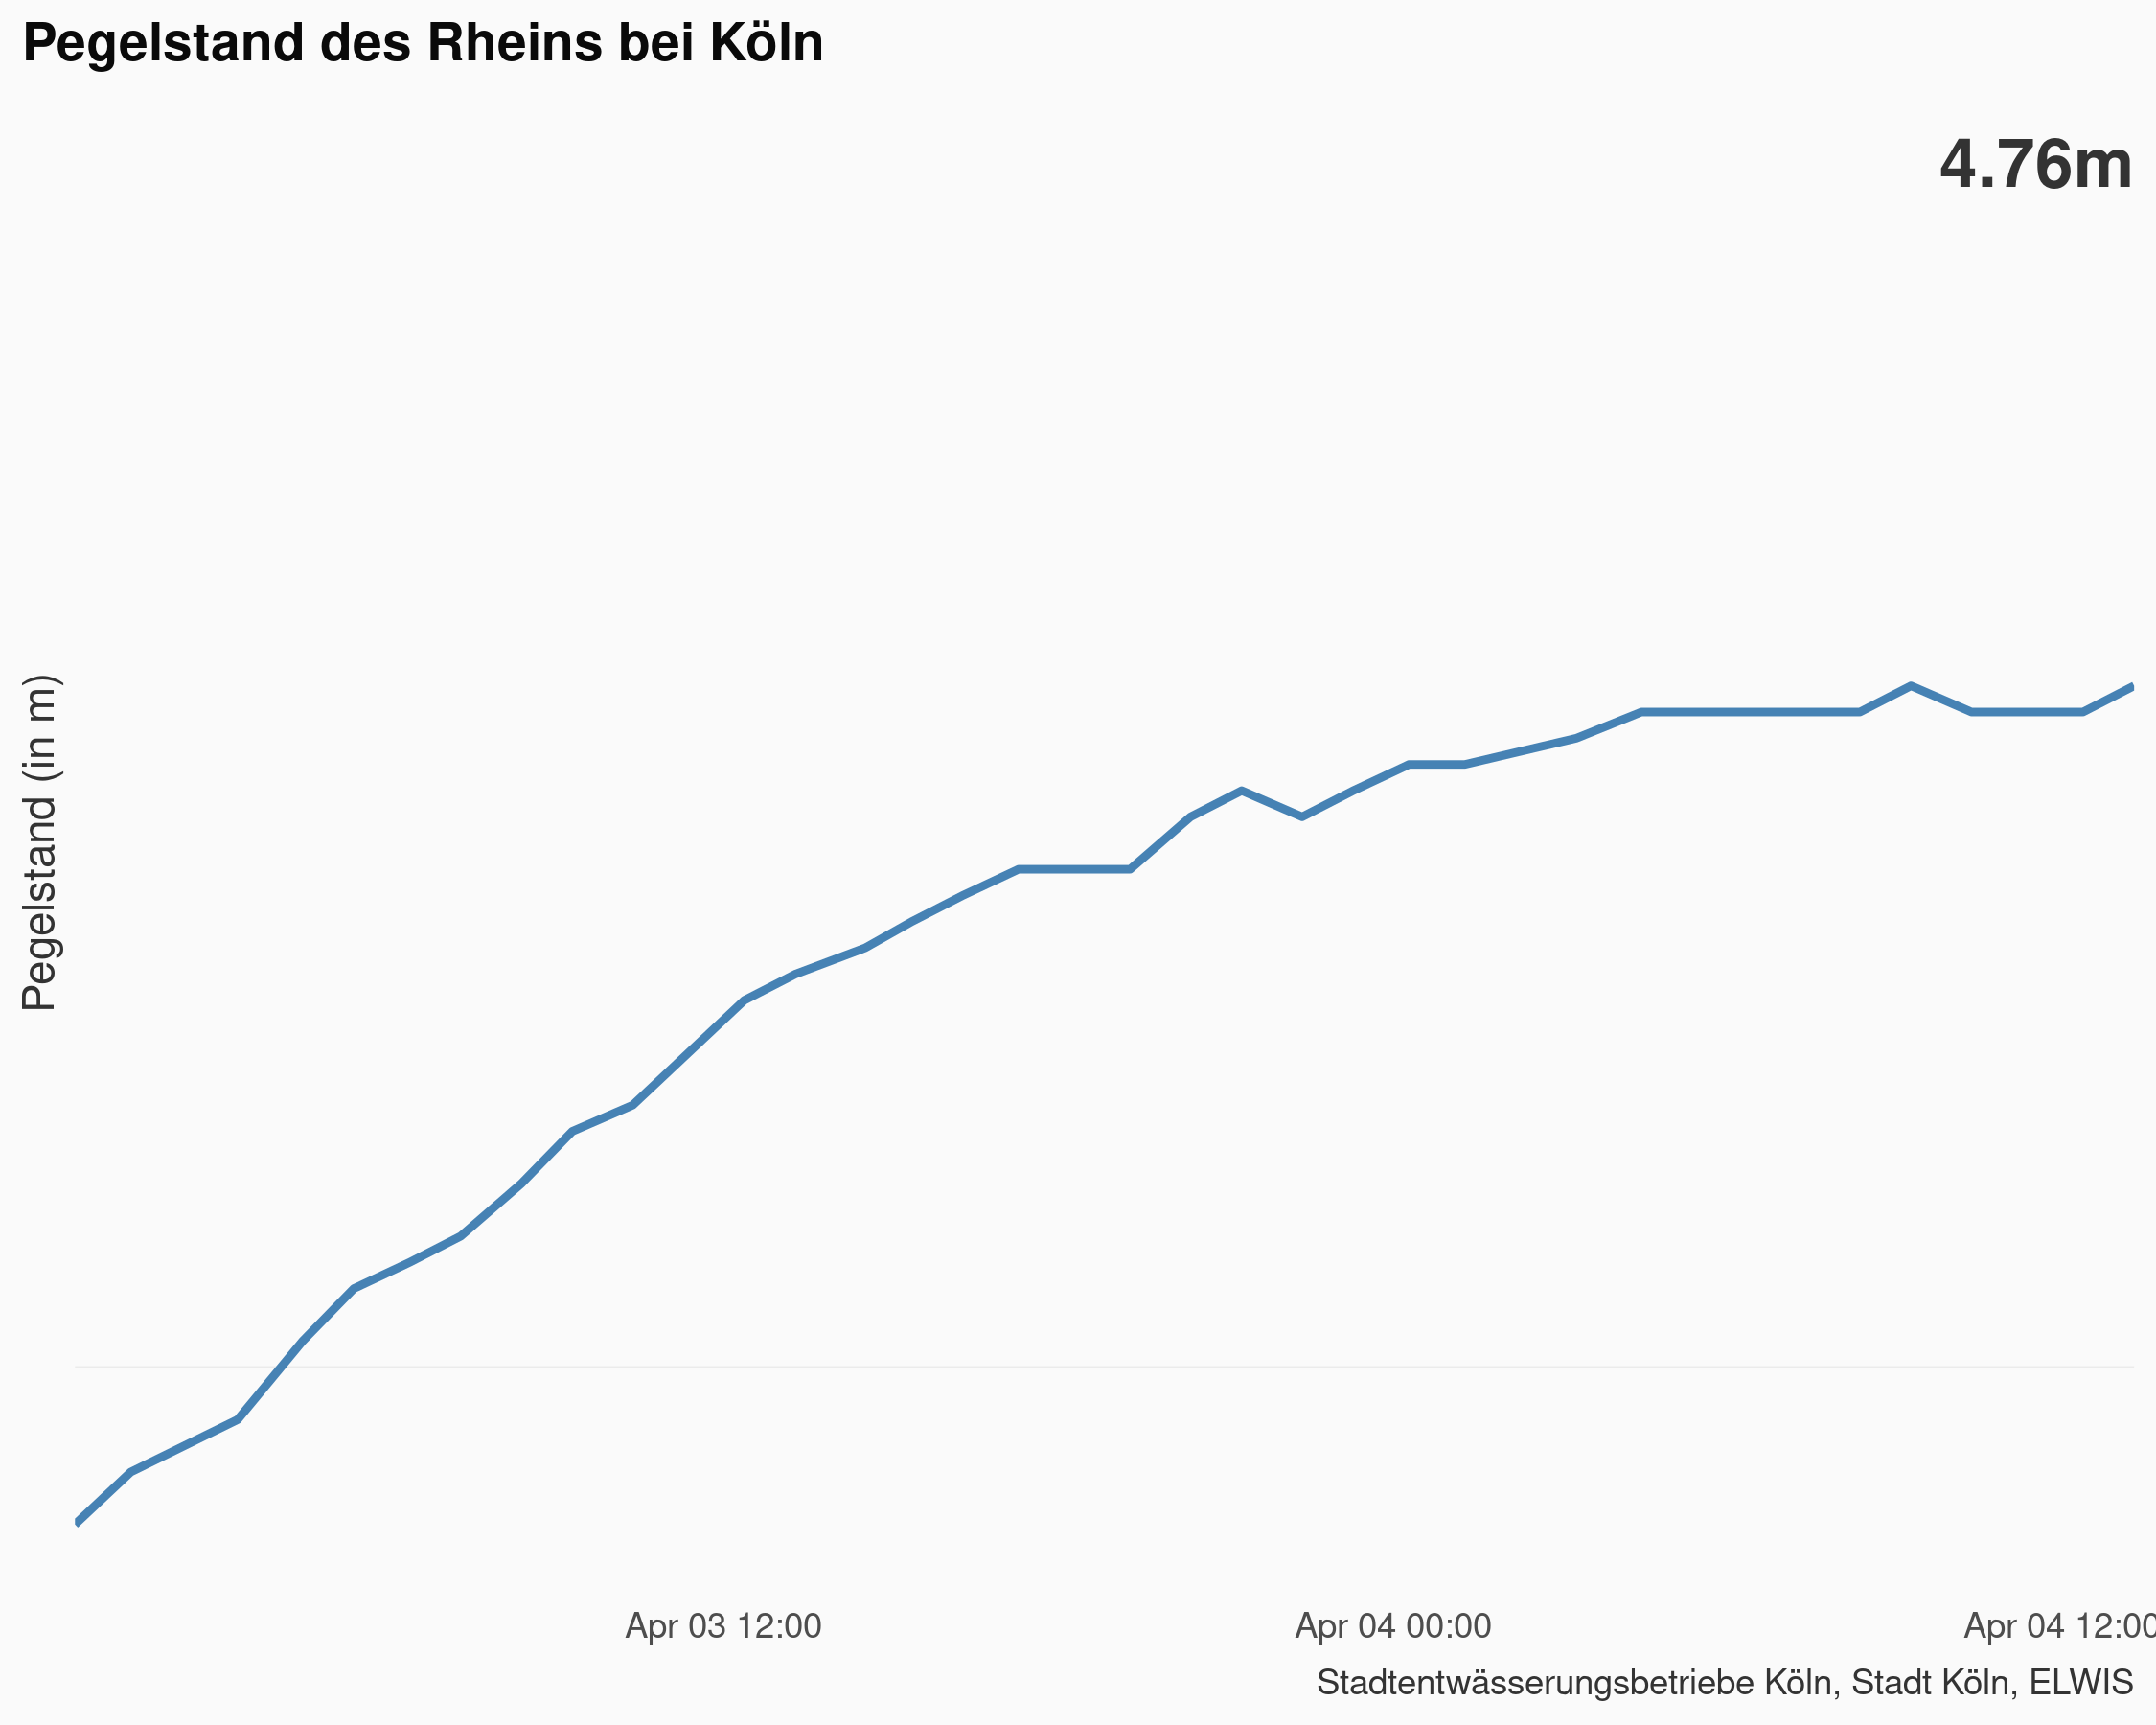 Pegelstand des Rheins bei Köln
4.76m
Pegelstand (in m)
Apr 03 12:00
Apr 04 00:00
Apr 04 12:00
Stadtentwässerungsbetriebe Köln, Stadt Köln, ELWIS